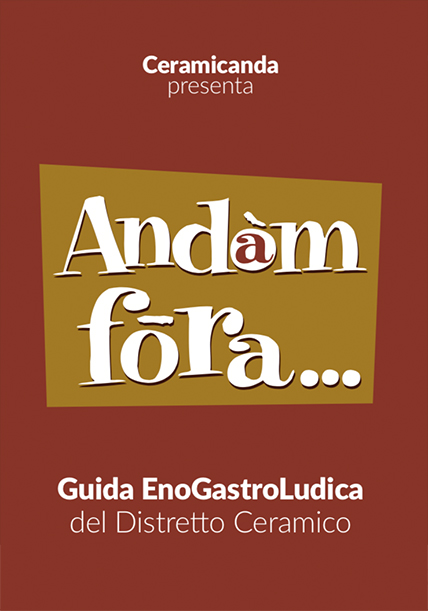 Ceramicanda
presenta
Andàm
fōra...
Guida EnoGastroLudica
del Distretto Ceramico